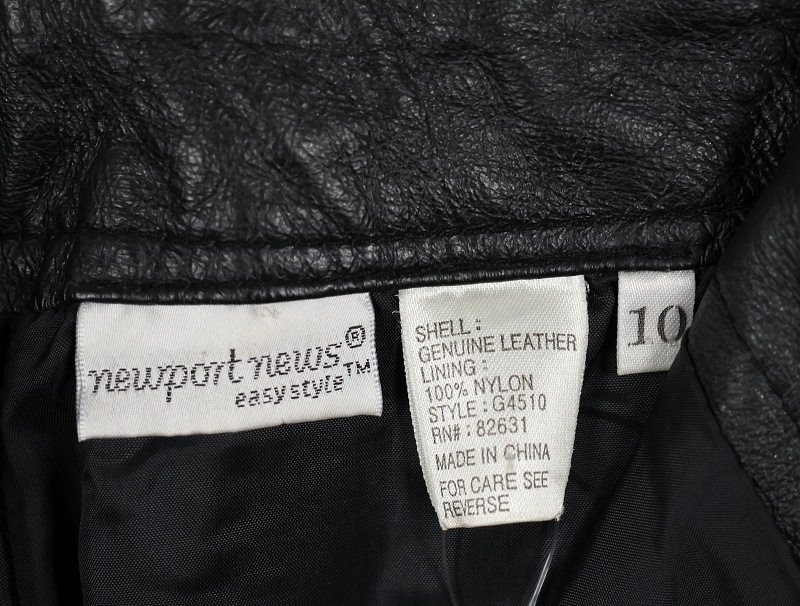 newport news®
easystyle™
SHELL:
GENUINE LEATHER
LINING:
100% NYLON
STYLE: G4510
RN#: 82631
MADE IN CHINA
FOR CARE SEE
REVERSE
10